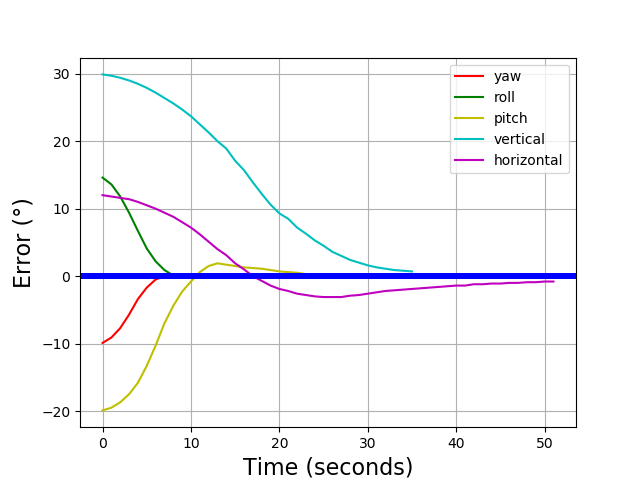 30
20
10
0
−10
−20
Error (°)
yaw
roll
pitch
vertical
horizontal
0 10 20 30 40 50
Time (seconds)